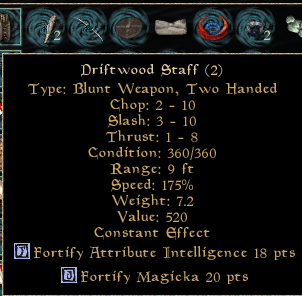 2
2
Driftwood Staff (2)
Type: Blunt Weapon, Two Handed
Chop: 2 - 10
Slash: 3 - 10
Thrust: 1 - 8
Condition: 360/360
Range: 9 ft
Speed: 175%
Weight: 7.2
Value: 520
Constant Effect
Fortify Attribute Intelligence 18 pts
Fortify Magicka 20 pts